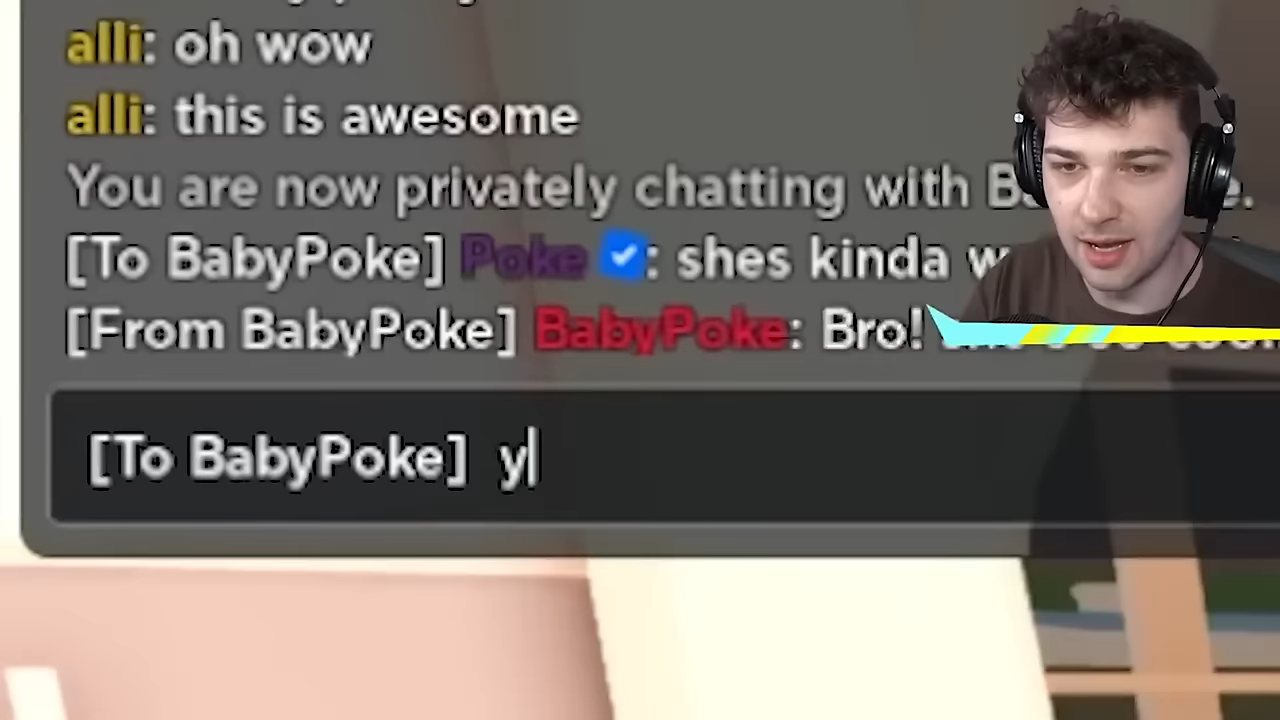 alli: oh wow
alli: this is awesome
You are now privately chatting with
[To BabyPoke] Poke : shes kinda
[From BabyPoke] BabyPoke: Bro!
[To BabyPoke] y